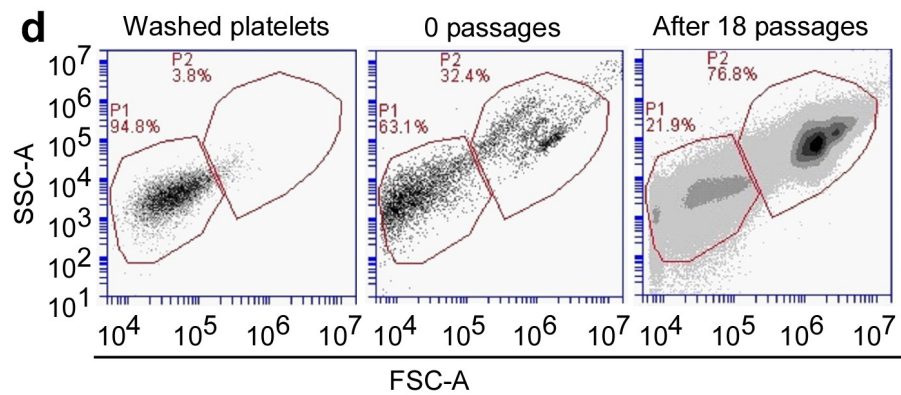 d
Washed platelets
0 passages
After 18 passages
SSC-A
10⁷
10⁶
10⁵
10⁴
10³
10²
10¹
P2
3.8%
P1
94.8%
P2
32.4%
P1
63.1%
P2
76.8%
P1
21.9%
10⁴ 10⁵ 10⁶ 10⁷
10⁴ 10⁵ 10⁶ 10⁷
10⁴ 10⁵ 10⁶ 10⁷
FSC-A